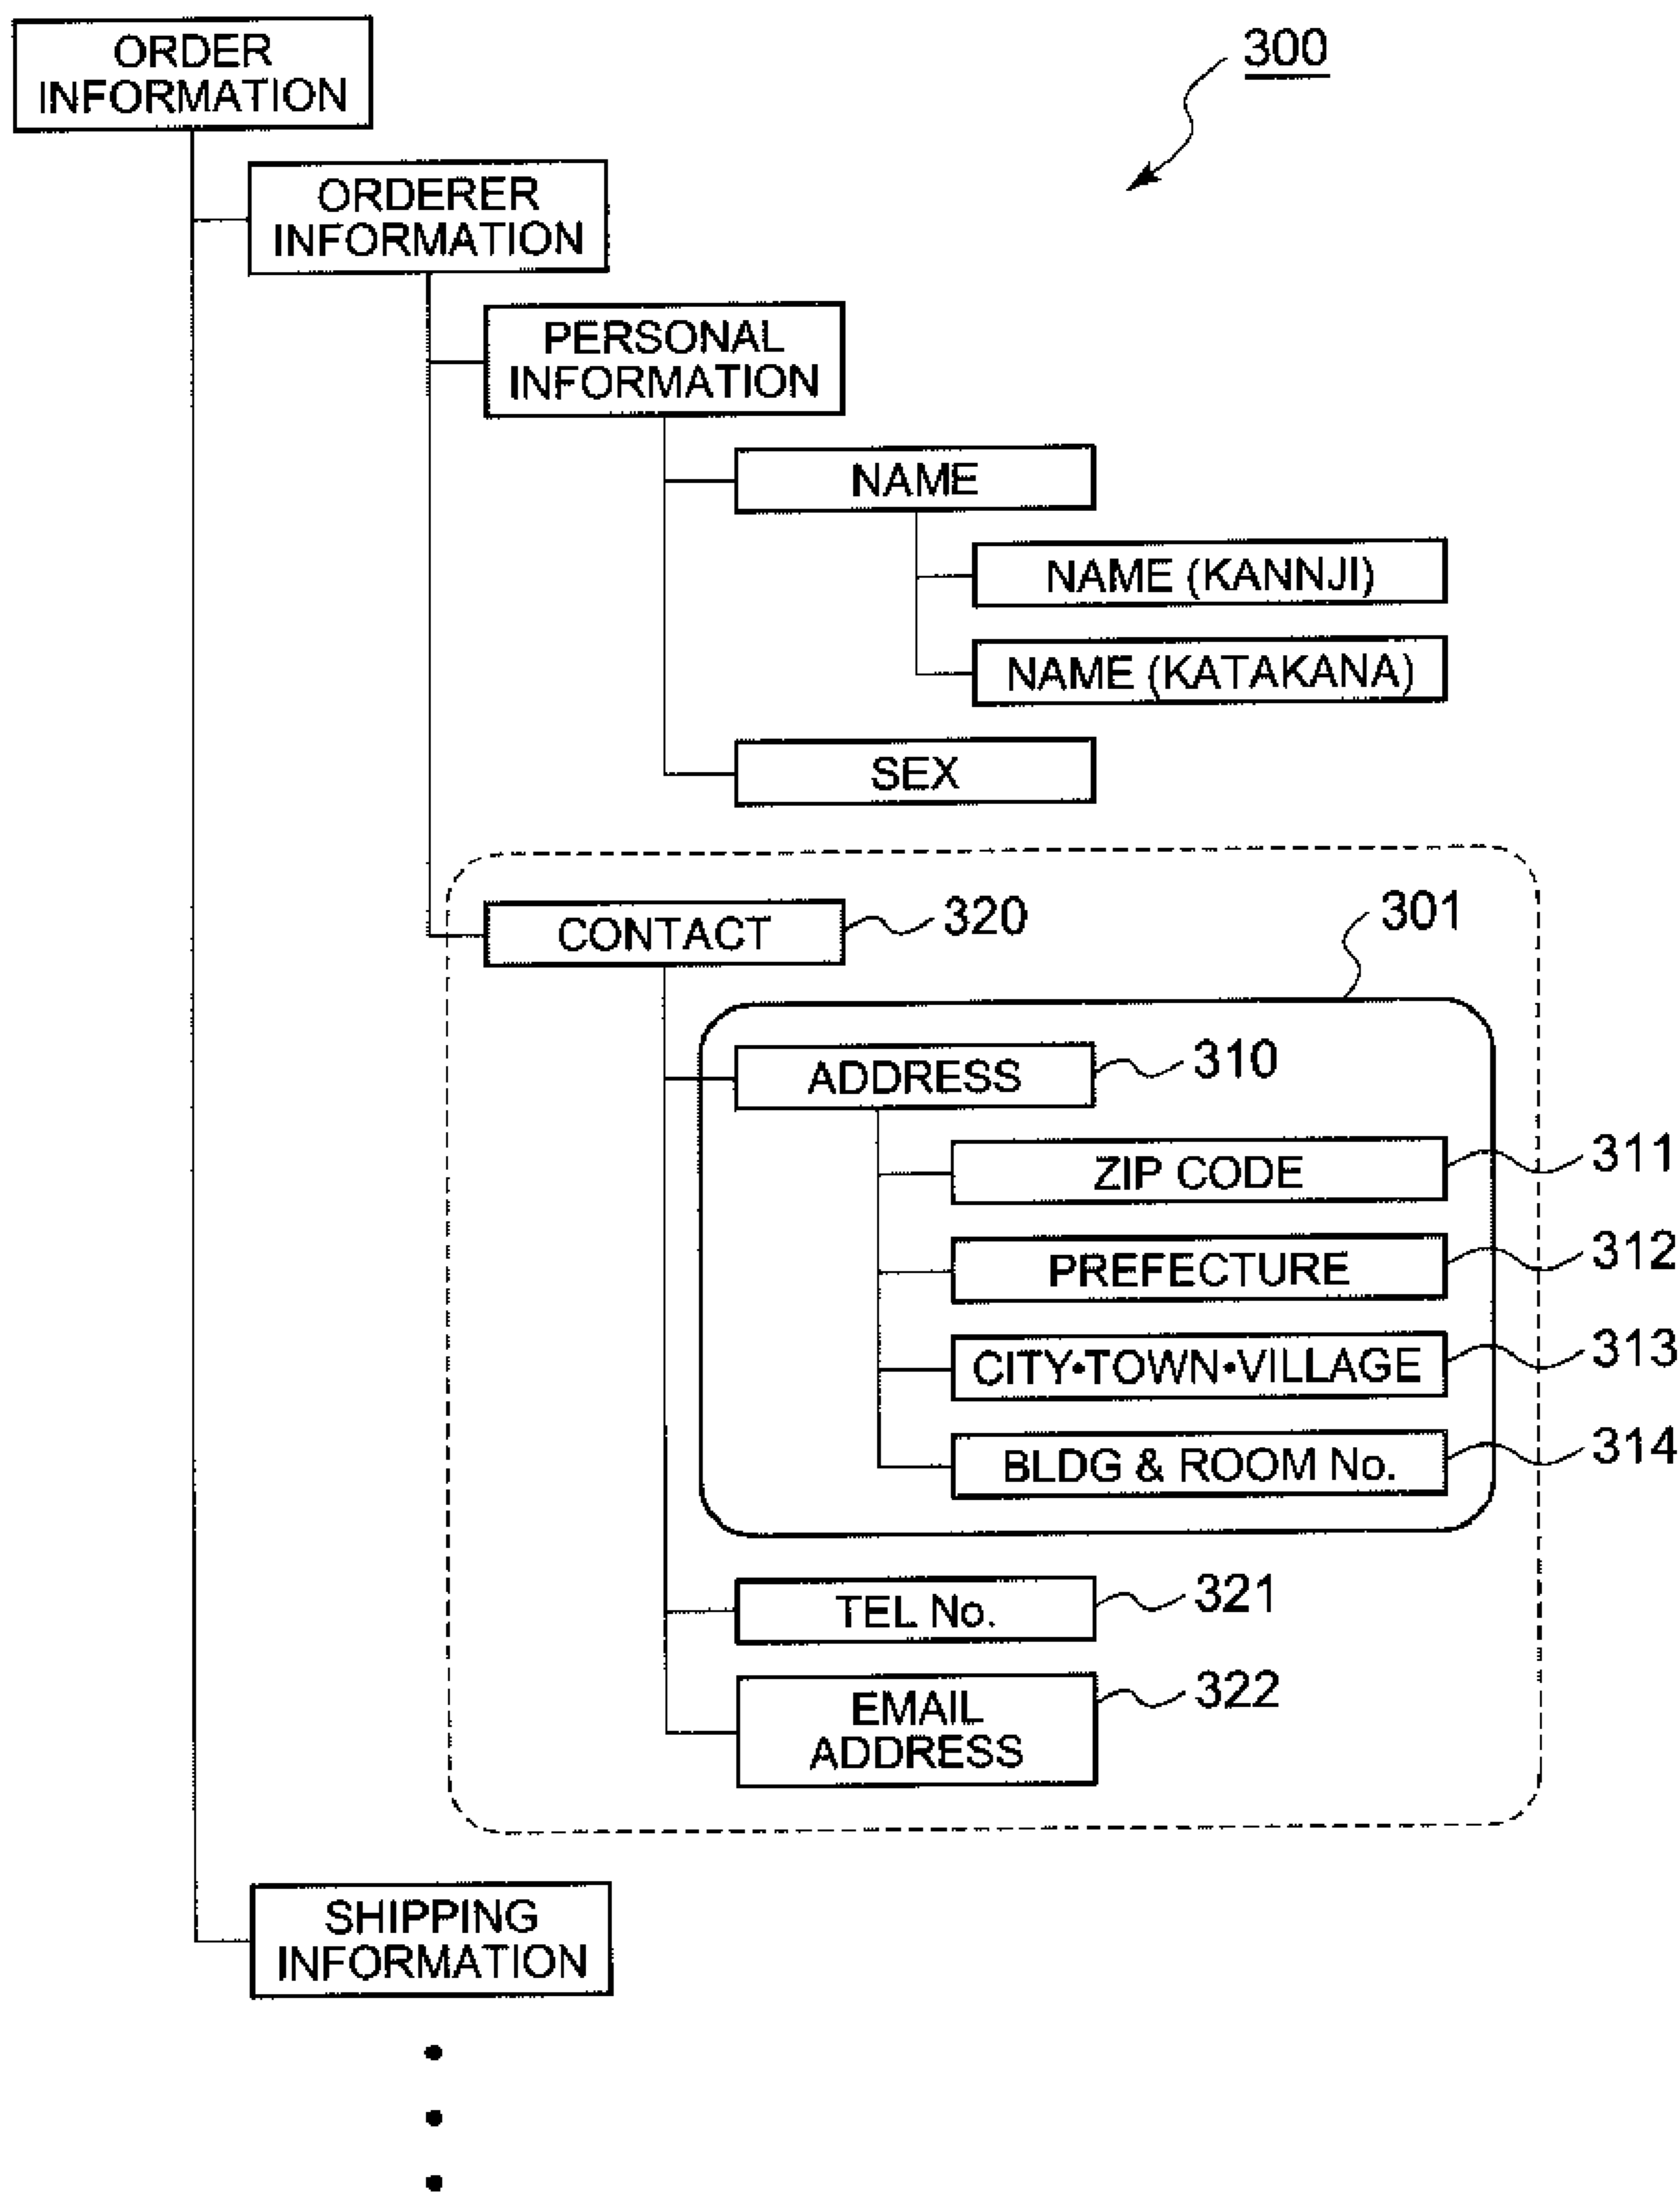 ORDER
INFORMATION
300
ORDERER
INFORMATION
PERSONAL
INFORMATION
NAME
NAME (KANNJI)
NAME (KATAKANA)
SEX
CONTACT
320
301
ADDRESS
310
ZIP CODE
311
PREFECTURE
312
CITY•TOWN•VILLAGE
313
BLDG & ROOM No.
314
TEL No.
321
EMAIL
ADDRESS
322
SHIPPING
INFORMATION